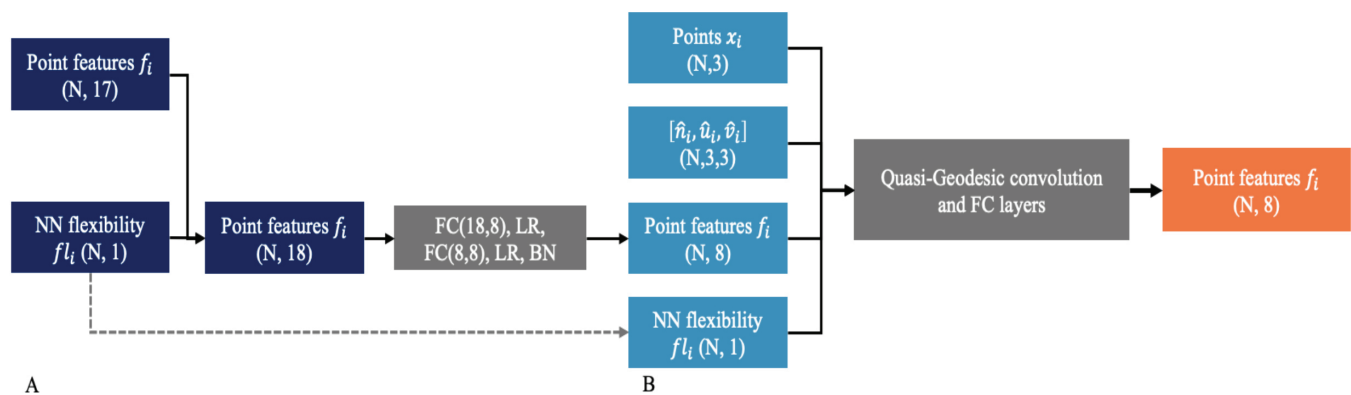 Point features fᵢ
(N, 17)
NN flexibility
flᵢ (N, 1)
Point features fᵢ
(N, 18)
FC(18,8), LR,
FC(8,8), LR, BN
Points xᵢ
(N,3)
[n̂ᵢ, ûᵢ, v̂ᵢ]
(N,3,3)
Point features fᵢ
(N, 8)
NN flexibility
flᵢ (N, 1)
Quasi-Geodesic convolution
and FC layers
Point features fᵢ
(N, 8)
A
B